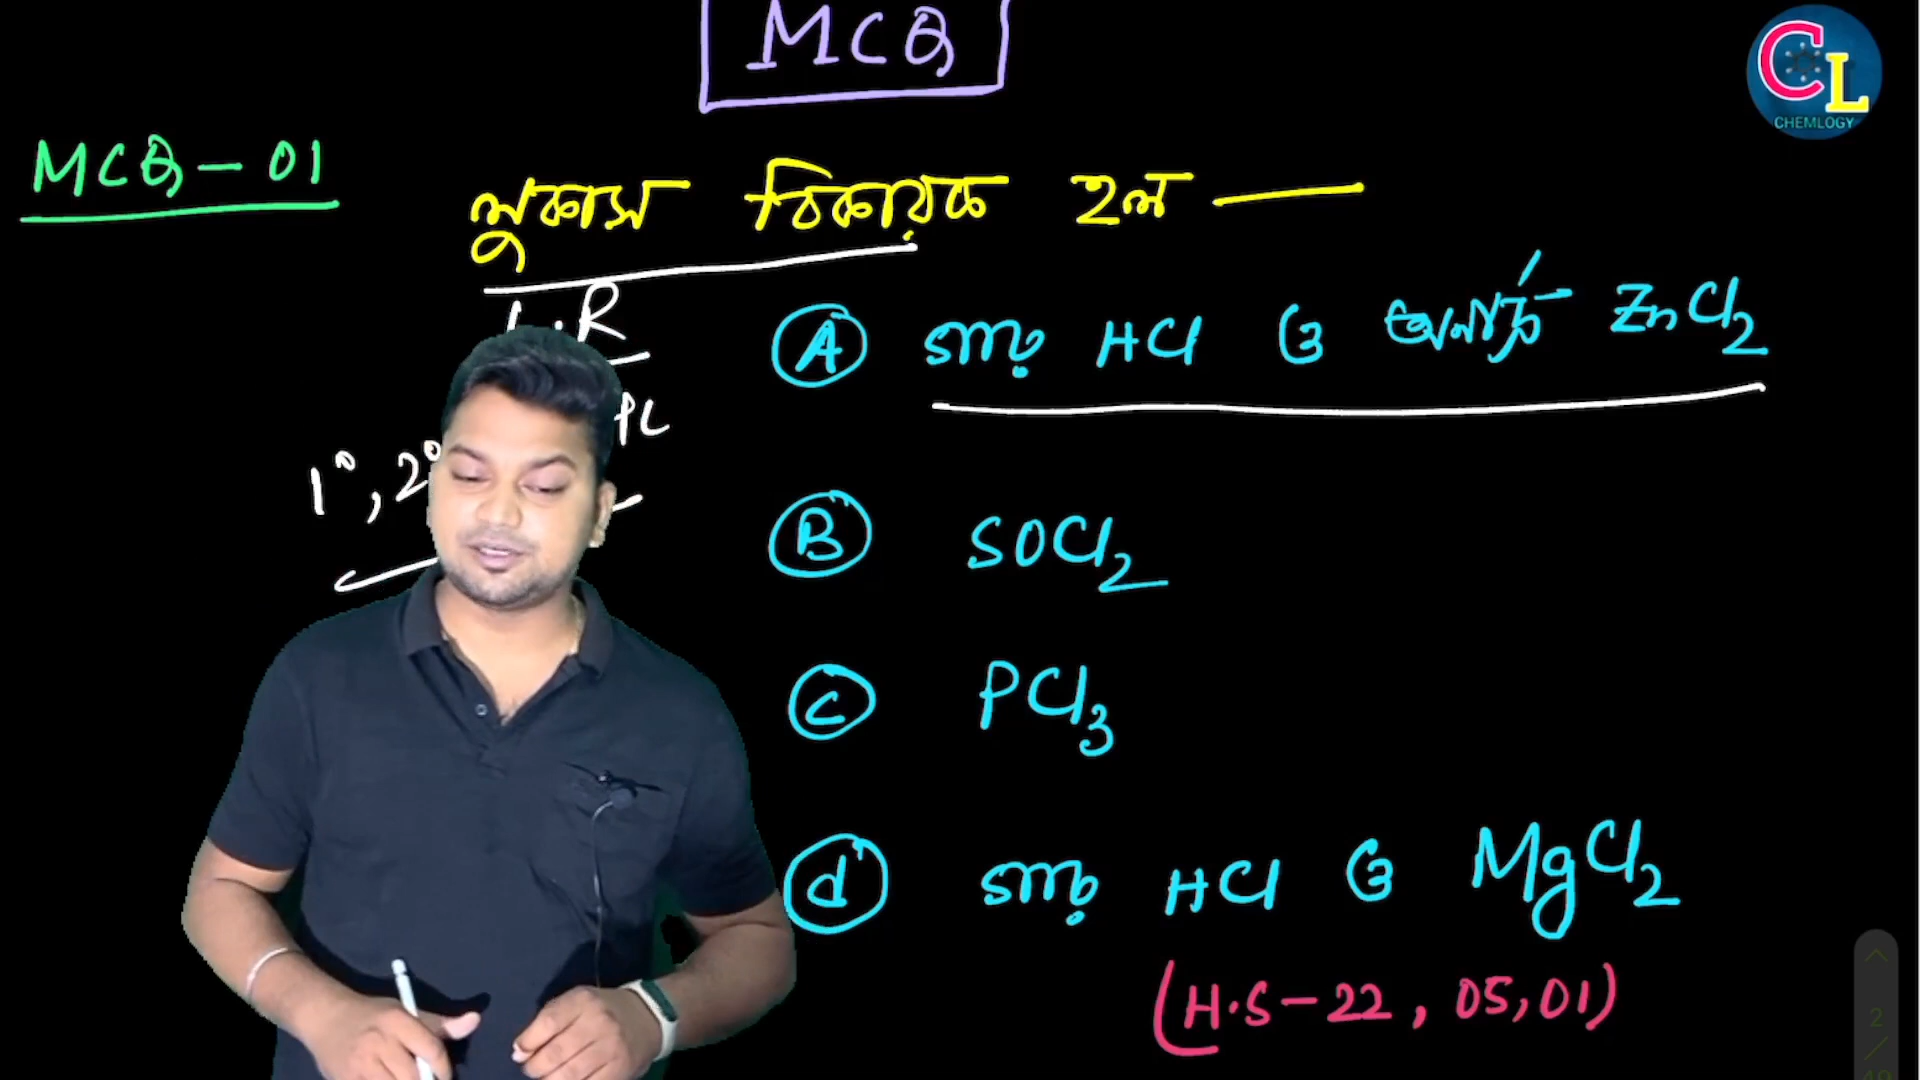 MCQ
CL
CHEMLOGY
MCQ - 01
লুকাস বিকারক হল —
L.R
(A) গাঢ় HCl ও অনার্দ্র ZnCl2
1°, 2°
(B) SOCl2
(C) PCl3
(d) গাঢ় HCl ও MgCl2
(H.S - 22, 05, 01)
2 /